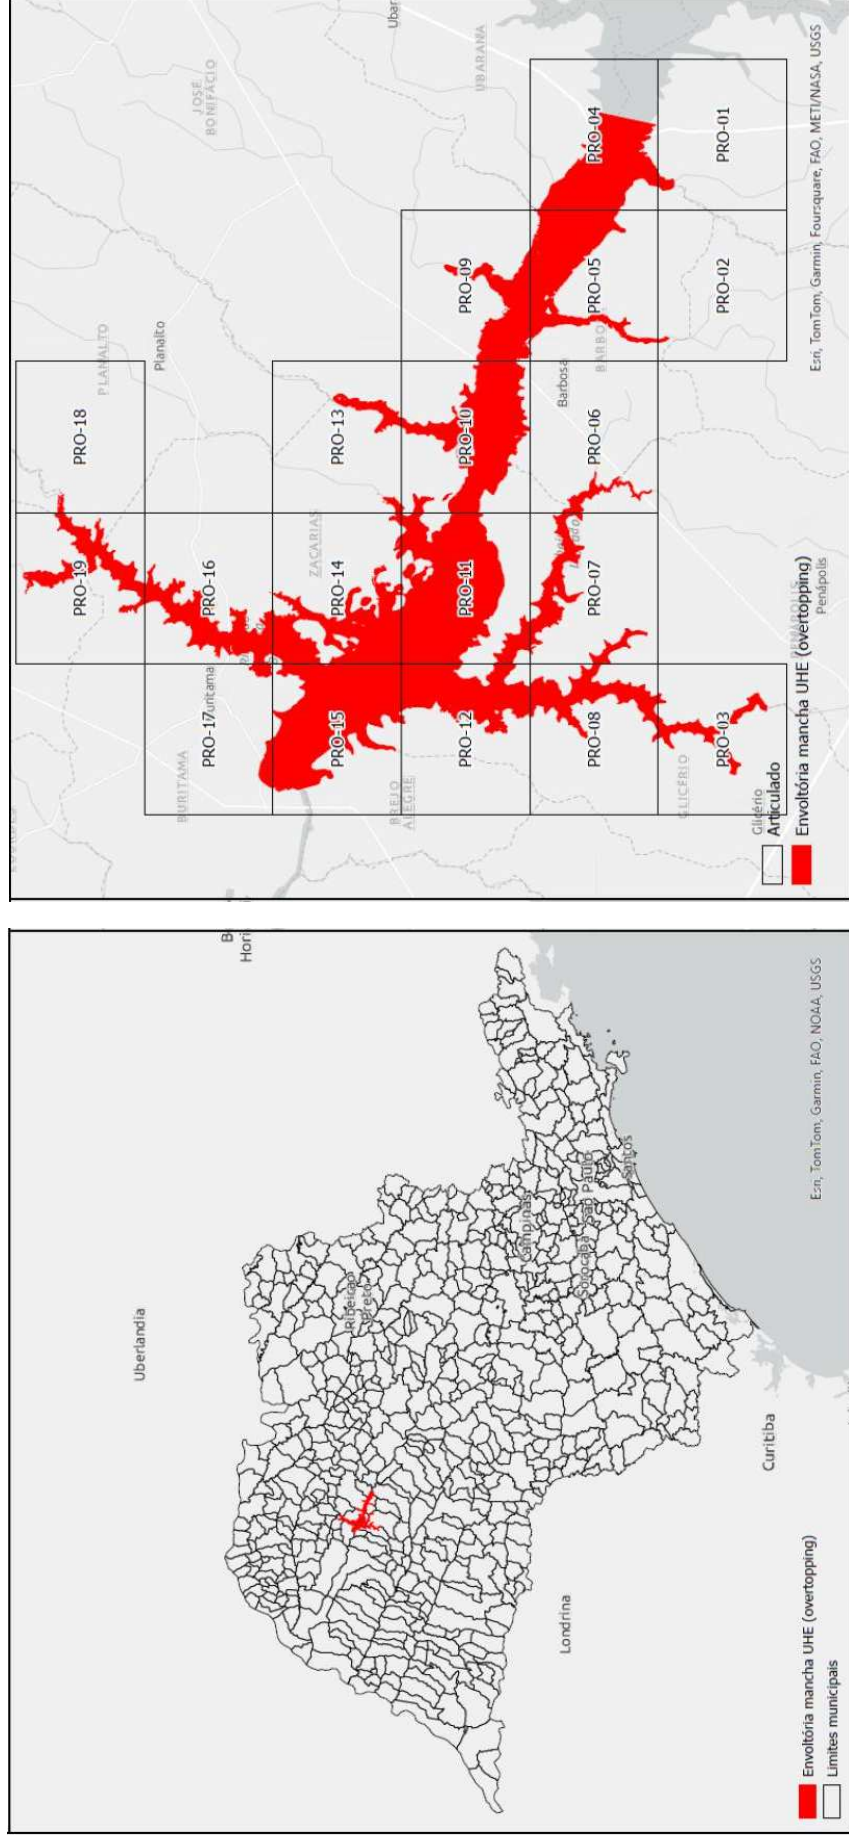 Uberlândia
B
Hori
Ribeirão
Preto
Campinas
Sorocaba
São Paulo
Santos
Londrina
Curitiba
Envoltória mancha UHE (overtopping)
Limites municipais
Esri, TomTom, Garmin, FAO, NOAA, USGS
PLANALTO
Planalto
JOSÉ
BONIFÁCIO
UBARANA
Ubar
PRO-19
PRO-18
BURITAMA
PRO-17
uritama
PRO-16
ZACARIAS
PRO-15
PRO-14
PRO-13
BREJO
ALEGRE
PRO-12
PRO-11
PRO-10
PRO-09
Barbosa
PRO-08
PRO-07
PRO-06
PRO-05
PRO-04
GLICÉRIO
Glicério
PRO-03
PRO-02
PRO-01
Penápolis
Articulado
Envoltória mancha UHE (overtopping)
Esri, TomTom, Garmin, Foursquare, FAO, METI/NASA, USGS